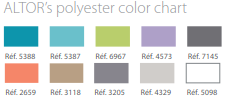 ALTOR's polyester color chart
Réf. 5388 Réf. 5387 Réf. 6967 Réf. 4573 Réf. 7145
Réf. 2659 Réf. 3118 Réf. 3205 Réf. 4329 Réf. 5098